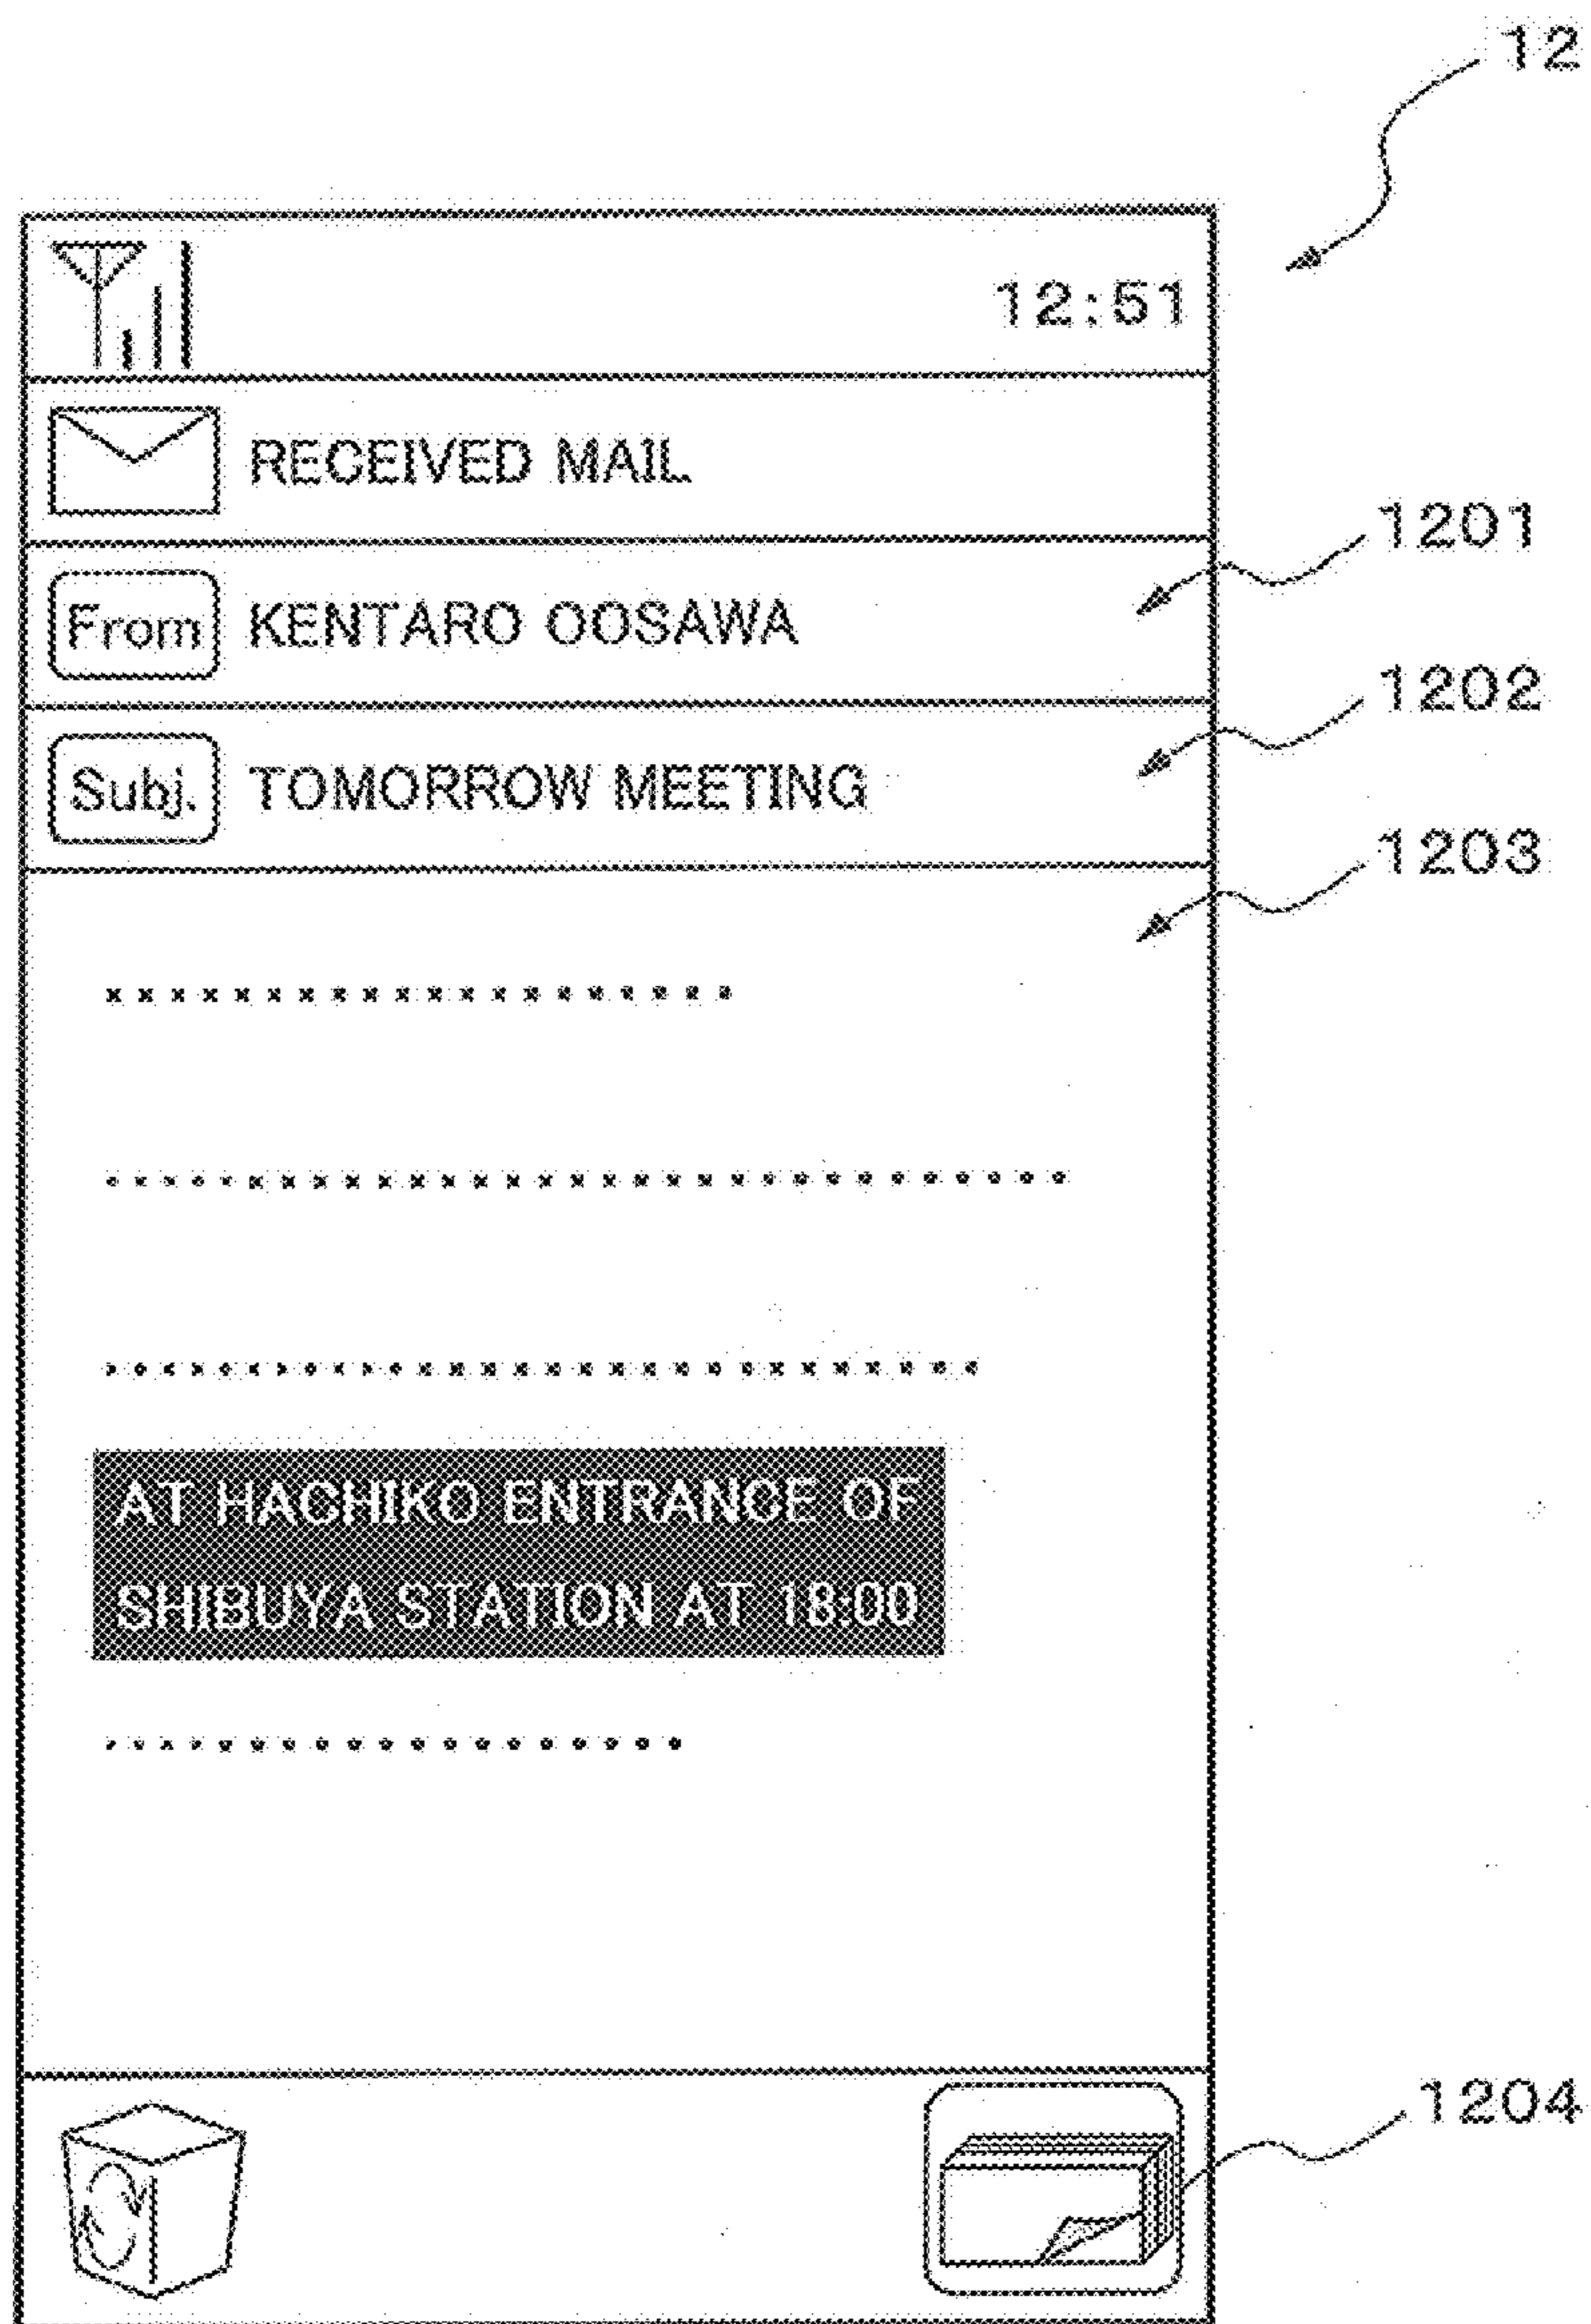 12
12:51
RECEIVED MAIL
1201
From KENTARO OOSAWA
1202
Subj. TOMORROW MEETING
1203
AT HACHIKO ENTRANCE OF
SHIBUYA STATION AT 18:00
1204